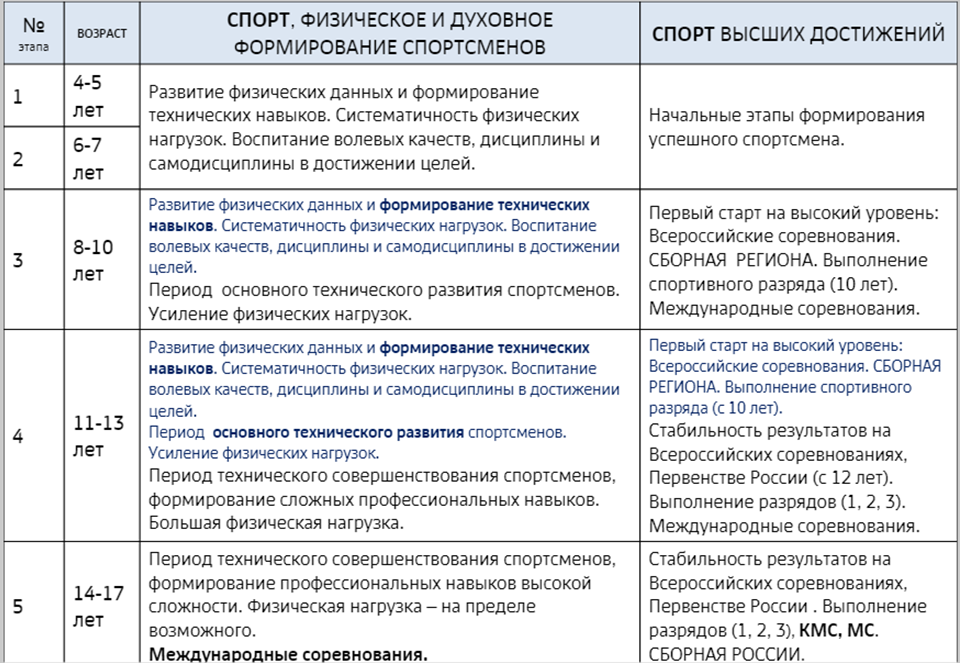 №
этапа
ВОЗРАСТ
СПОРТ, ФИЗИЧЕСКОЕ И ДУХОВНОЕ
ФОРМИРОВАНИЕ СПОРТСМЕНОВ
СПОРТ ВЫСШИХ ДОСТИЖЕНИЙ
1
4-5
лет
2
6-7
лет
Развитие физических данных и формирование
технических навыков. Систематичность физических
нагрузок. Воспитание волевых качеств, дисциплины и
самодисциплины в достижении целей.
Начальные этапы формирования
успешного спортсмена.
3
8-10
лет
Развитие физических данных и формирование технических
навыков. Систематичность физических нагрузок. Воспитание
волевых качеств, дисциплины и самодисциплины в достижении
целей.
Период  основного технического развития спортсменов.
Усиление физических нагрузок.
Первый старт на высокий уровень:
Всероссийские соревнования.
СБОРНАЯ  РЕГИОНА. Выполнение
спортивного разряда (10 лет).
Международные соревнования.
4
11-13
лет
Развитие физических данных и формирование технических
навыков. Систематичность физических нагрузок. Воспитание
волевых качеств, дисциплины и самодисциплины в достижении
целей.
Период  основного технического развития спортсменов.
Усиление физических нагрузок.
Период технического совершенствования спортсменов,
формирование сложных профессиональных навыков.
Большая физическая нагрузка.
Первый старт на высокий уровень:
Всероссийские соревнования. СБОРНАЯ
РЕГИОНА. Выполнение спортивного
разряда (с 10 лет).
Стабильность результатов на
Всероссийских соревнованиях,
Первенстве России (с 12 лет).
Выполнение разрядов (1, 2, 3).
Международные соревнования.
5
14-17
лет
Период технического совершенствования спортсменов,
формирование профессиональных навыков высокой
сложности. Физическая нагрузка – на пределе
возможного.
Международные соревнования.
Стабильность результатов на
Всероссийских соревнованиях,
Первенстве России . Выполнение
разрядов (1, 2, 3), КМС, МС.
СБОРНАЯ РОССИИ.